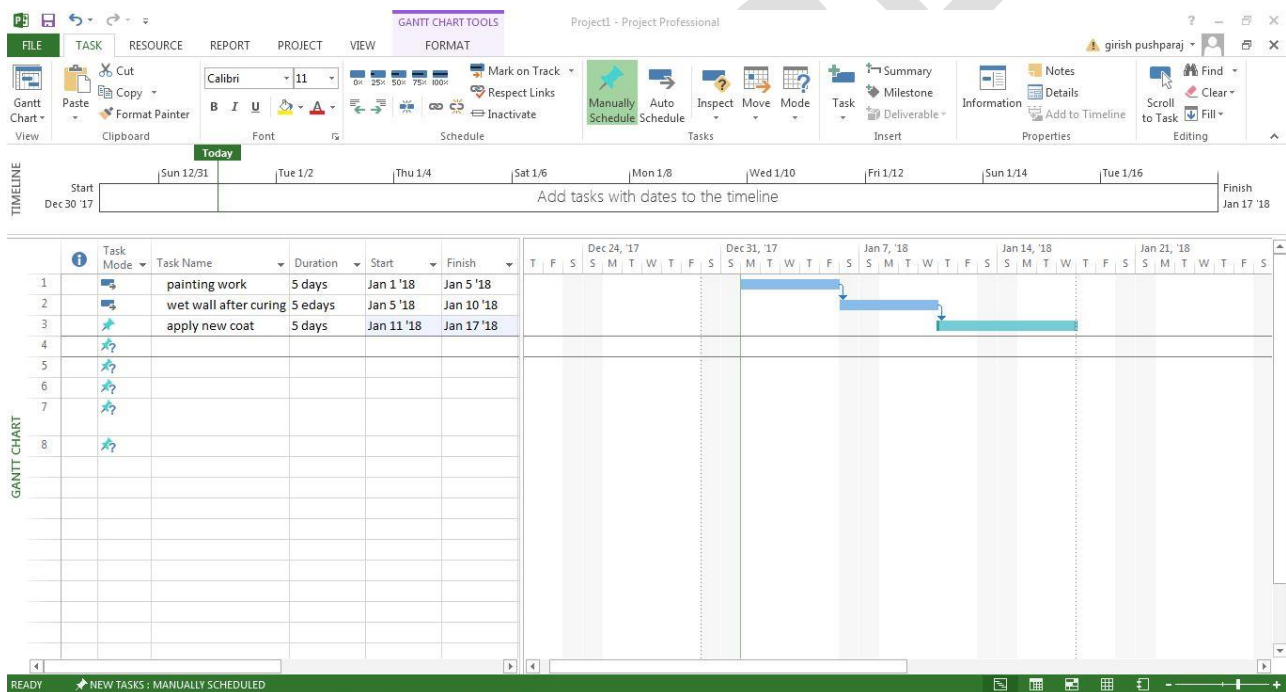 GANTT CHART TOOLS
Project1 - Project Professional
FILE TASK RESOURCE REPORT PROJECT VIEW FORMAT
girish pushparaj
Gantt Chart
View
Paste
Cut
Copy
Format Painter
Clipboard
Calibri 11
B I U A
Font
0% 25% 50% 75% 100%
Mark on Track
Respect Links
Inactivate
Schedule
Manually Schedule
Auto Schedule
Inspect Move Mode
Tasks
Task
Summary
Milestone
Deliverable
Insert
Information
Notes
Details
Add to Timeline
Properties
Scroll to Task
Find
Clear
Fill
Editing
TIMELINE
Today
Start
Dec 30 '17
Sun 12/31 Tue 1/2 Thu 1/4 Sat 1/6 Mon 1/8 Wed 1/10 Fri 1/12 Sun 1/14 Tue 1/16
Add tasks with dates to the timeline
Finish
Jan 17 '18
GANTT CHART
Task Mode Task Name Duration Start Finish
1 painting work 5 days Jan 1 '18 Jan 5 '18
2 wet wall after curing 5 edays Jan 5 '18 Jan 10 '18
3 apply new coat 5 days Jan 11 '18 Jan 17 '18
4 ?
5 ?
6 ?
7 ?
8 ?
Dec 24, '17 Dec 31, '17 Jan 7, '18 Jan 14, '18 Jan 21, '18
T F S S M T W T F S S M T W T F S S M T W T F S S M T W T F S S M T W T F S
READY NEW TASKS : MANUALLY SCHEDULED